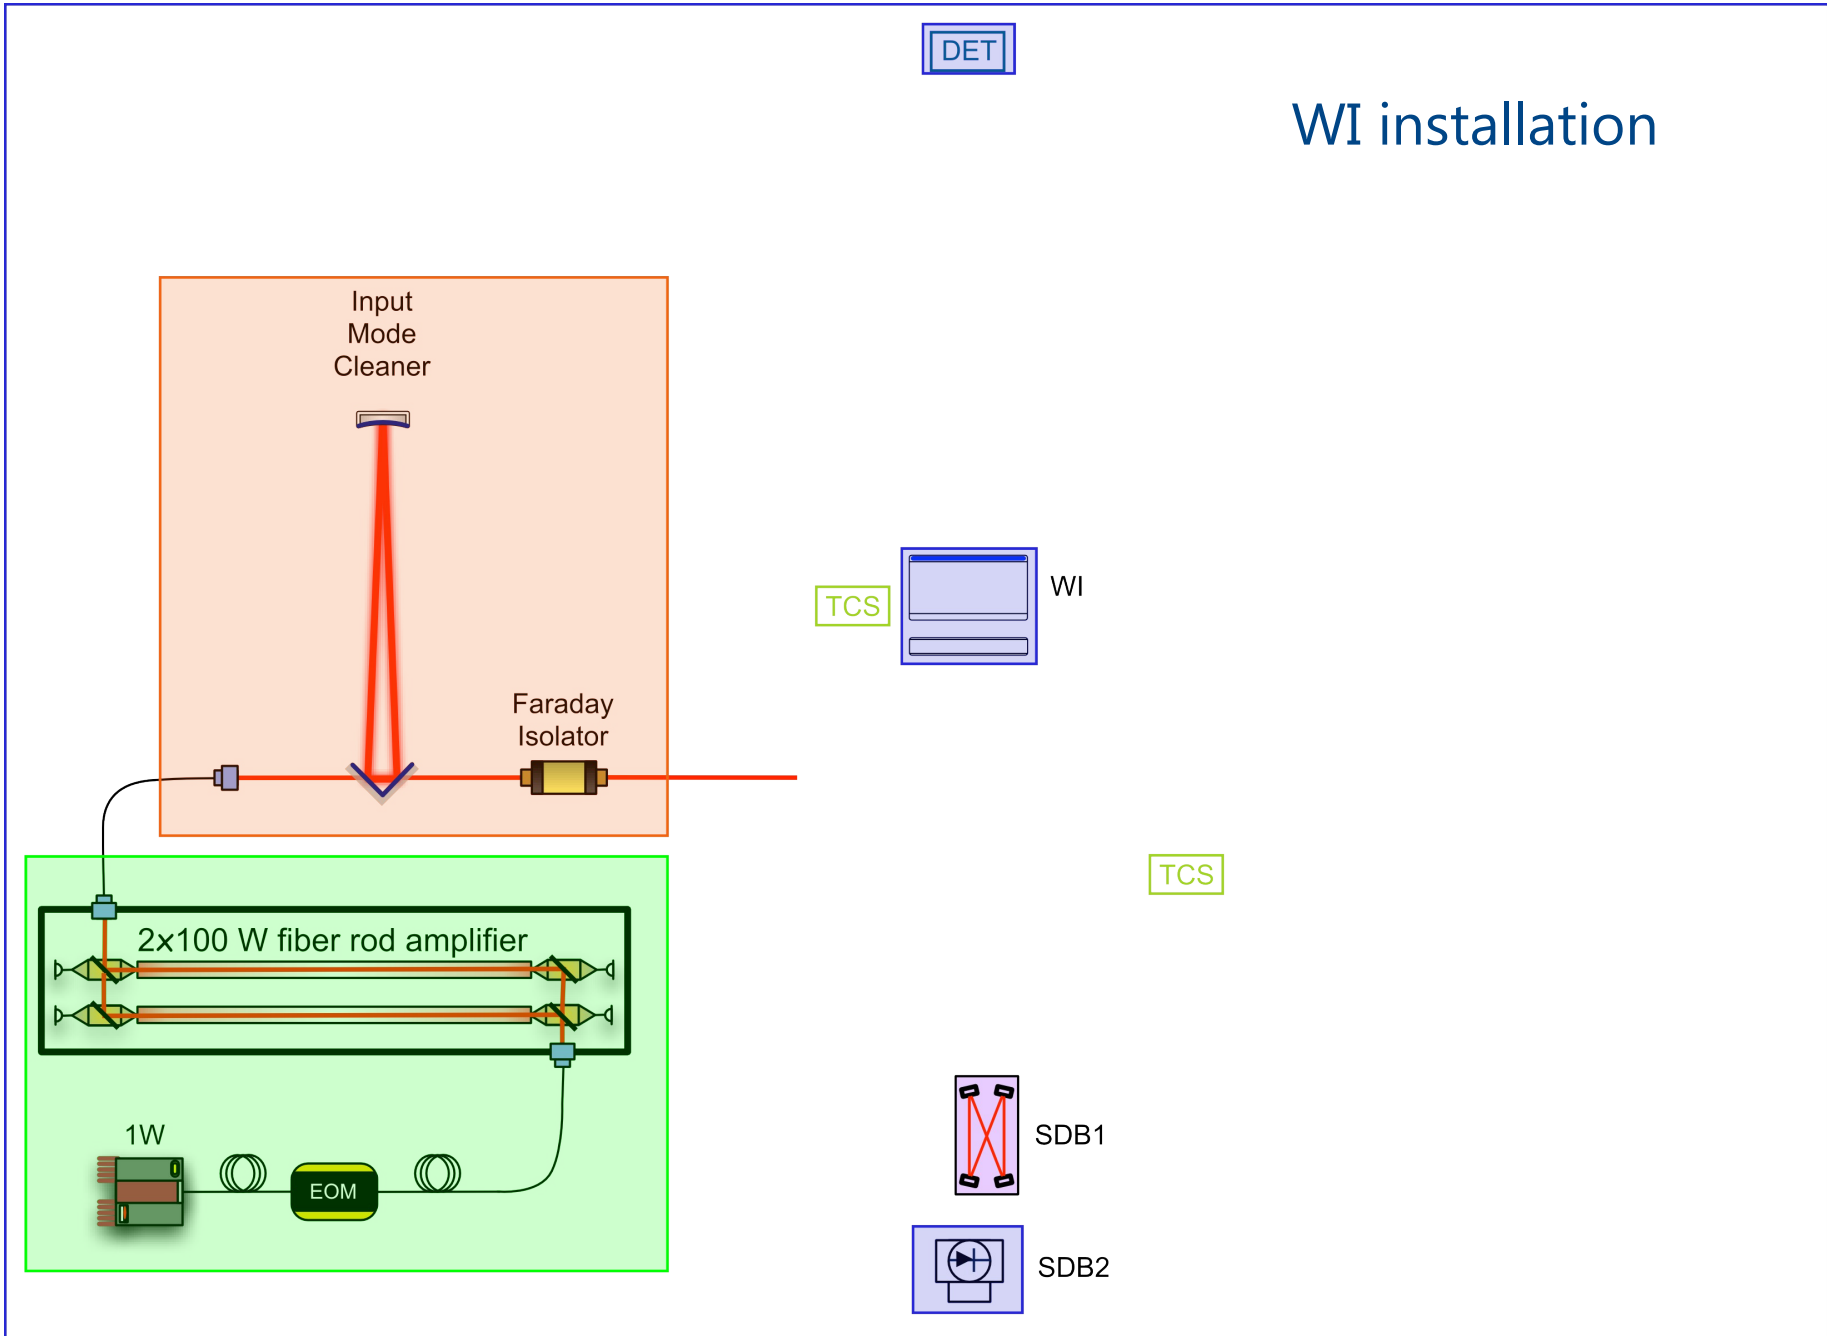 DET
WI installation
Input
Mode
Cleaner
WI
TCS
Faraday
Isolator
TCS
2x100 W fiber rod amplifier
1W
EOM
SDB1
SDB2